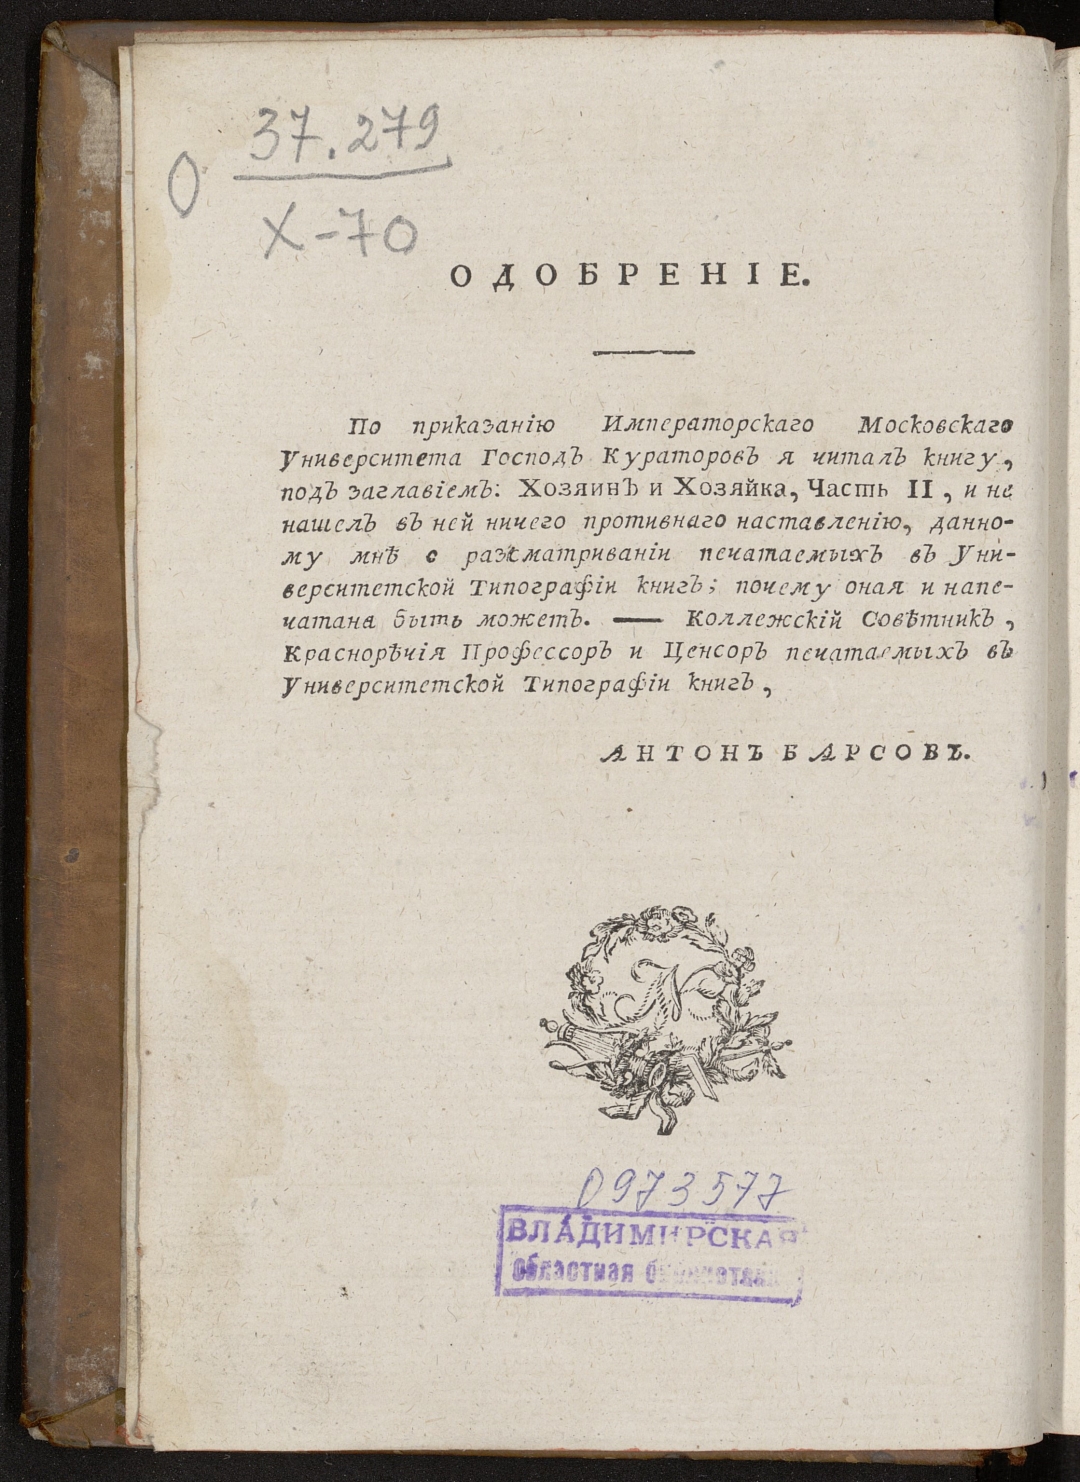 О 37.279
Х-70
ОДОБРЕНІЕ.
По приказанію Императорскаго Московскаго
Университета Господъ Кураторовъ я читалъ книгу,
подъ заглавіемъ: Хозяинъ и Хозяйка, Часть II, и не
нашелъ въ ней ничего противнаго наставленію, данно-
му мнѣ о разсматриваніи печатаемыхъ въ Уни-
верситетской Типографіи книгъ; почему оная и напе-
чатана быть можетъ. — Коллежскій Совѣтникъ,
Краснорѣчія Профессоръ и Ценсоръ печатаемыхъ въ
Университетской Типографіи книгъ,
АНТОНЪ БАРСОВЪ.
0973577
ВЛАДИМИРСКАЯ
областная библиотека